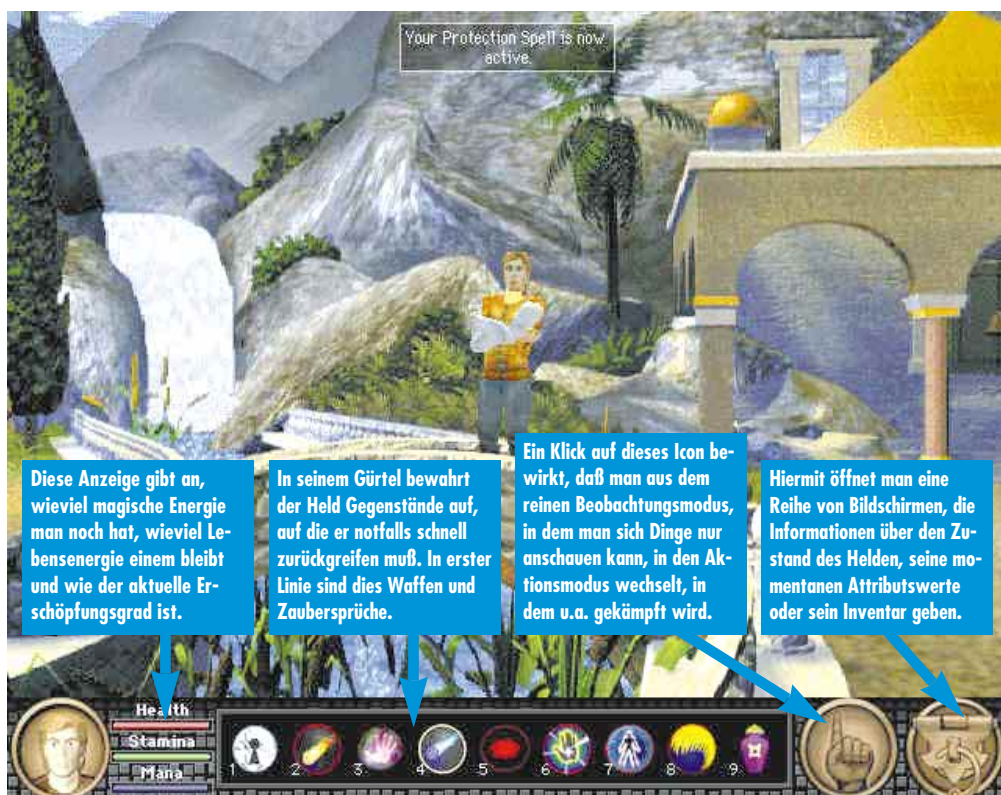 Your Protection Spell is now
active.
Diese Anzeige gibt an,
wieviel magische Energie
man noch hat, wieviel Le-
bensenergie einem bleibt
und wie der aktuelle Er-
schöpfungsgrad ist.
In seinem Gürtel bewahrt
der Held Gegenstände auf,
auf die er notfalls schnell
zurückgreifen muß. In erster
Linie sind dies Waffen und
Zaubersprüche.
Ein Klick auf dieses Icon be-
wirkt, daß man aus dem
reinen Beobachtungsmodus,
in dem man sich Dinge nur
anschauen kann, in den Ak-
tionsmodus wechselt, in
dem u.a. gekämpft wird.
Hiermit öffnet man eine
Reihe von Bildschirmen, die
Informationen über den Zu-
stand des Helden, seine mo-
mentanen Attributswerte
oder sein Inventar geben.
Health
Stamina
Mana
1 2 3 4 5 6 7 8 9